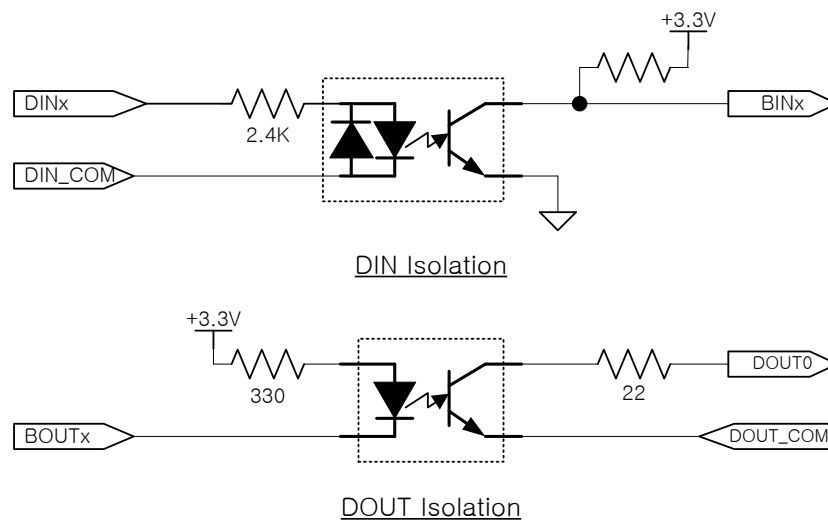 +3.3V
DINx
BINx
2.4K
DIN_COM
DIN Isolation
+3.3V
330
22
DOUT0
BOUTx
DOUT_COM
DOUT Isolation